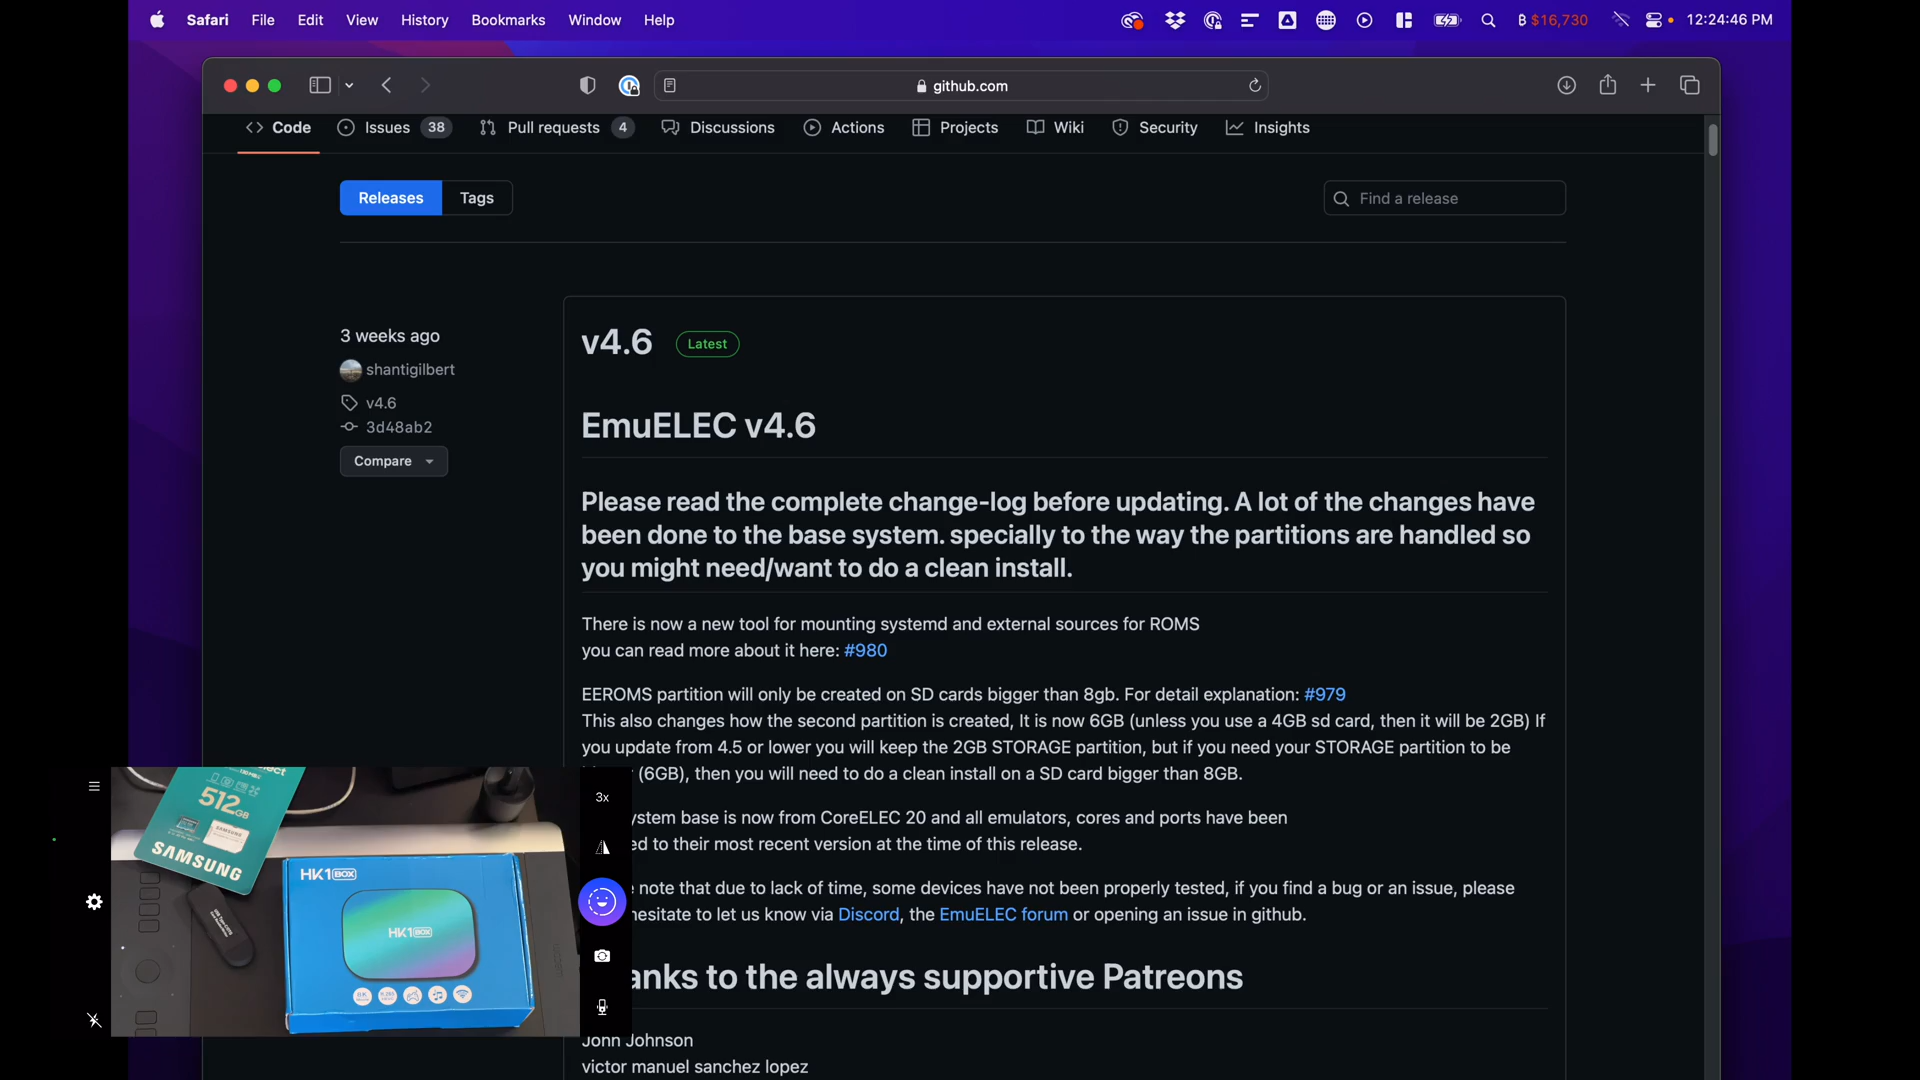 Safari File Edit View History Bookmarks Window Help
$16,730 12:24:46 PM
github.com
Code Issues 38 Pull requests 4 Discussions Actions Projects Wiki Security Insights
Releases Tags
Find a release
3 weeks ago
shantigilbert
v4.6
3d48ab2
Compare
v4.6 Latest
EmuELEC v4.6
Please read the complete change-log before updating. A lot of the changes have
been done to the base system. specially to the way the partitions are handled so
you might need/want to do a clean install.
There is now a new tool for mounting systemd and external sources for ROMS
you can read more about it here: #980
EEROMS partition will only be created on SD cards bigger than 8gb. For detail explanation: #979
This also changes how the second partition is created, It is now 6GB (unless you use a 4GB sd card, then it will be 2GB) If
you update from 4.5 or lower you will keep the 2GB STORAGE partition, but if you need your STORAGE partition to be
(6GB), then you will need to do a clean install on a SD card bigger than 8GB.
ystem base is now from CoreELEC 20 and all emulators, cores and ports have been
ed to their most recent version at the time of this release.
note that due to lack of time, some devices have not been properly tested, if you find a bug or an issue, please
hesitate to let us know via Discord, the EmuELEC forum or opening an issue in github.
anks to the always supportive Patreons
Jonn Johnson
victor manuel sanchez lopez
3x
512
GB
SAMSUNG
HK1 BOX
HK1 BOX